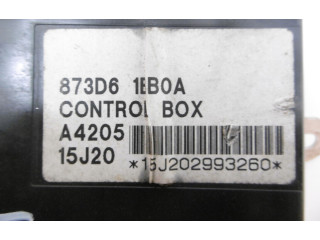 873D6 1EB0A
CONTROL BOX
A4205
15J20 *15J202993260*